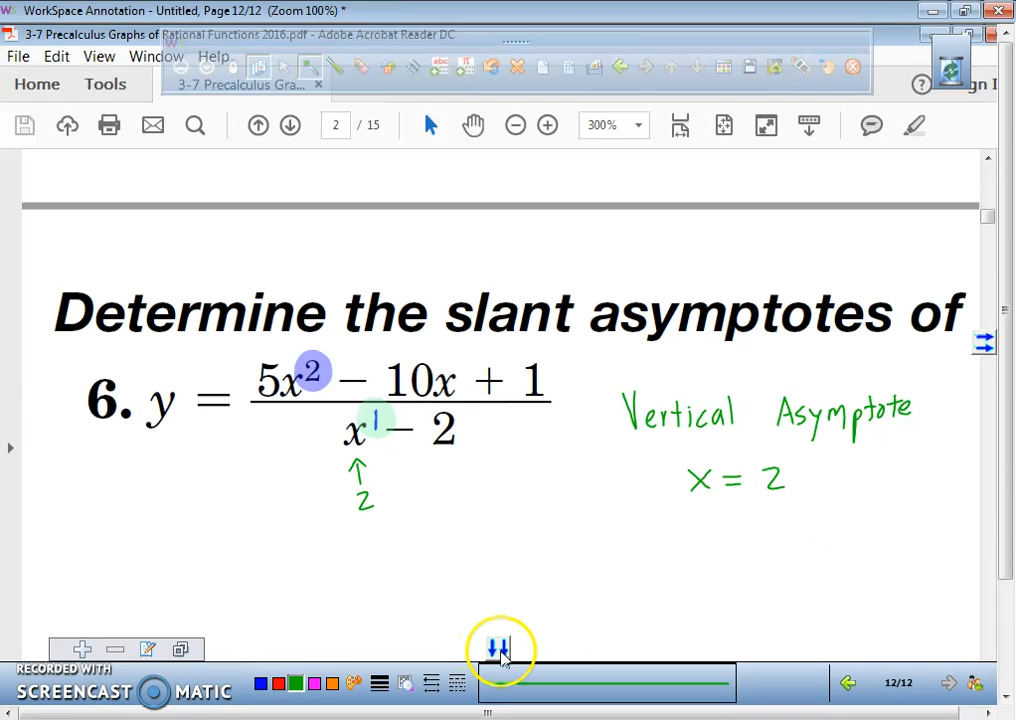 WorkSpace Annotation - Untitled, Page 12/12 (Zoom 100%) *
3-7 Precalculus Graphs of Rational Functions 2016.pdf - Adobe Acrobat Reader DC
File Edit View Window Help
Home Tools 3-7 Precalculus Gra... ×
2 / 15 300%
Determine the slant asymptotes of
6. y = (5x² − 10x + 1)/(x¹ − 2)
Vertical Asymptote
↑
x = 2
2
RECORDED WITH
SCREENCAST MATIC
12/12